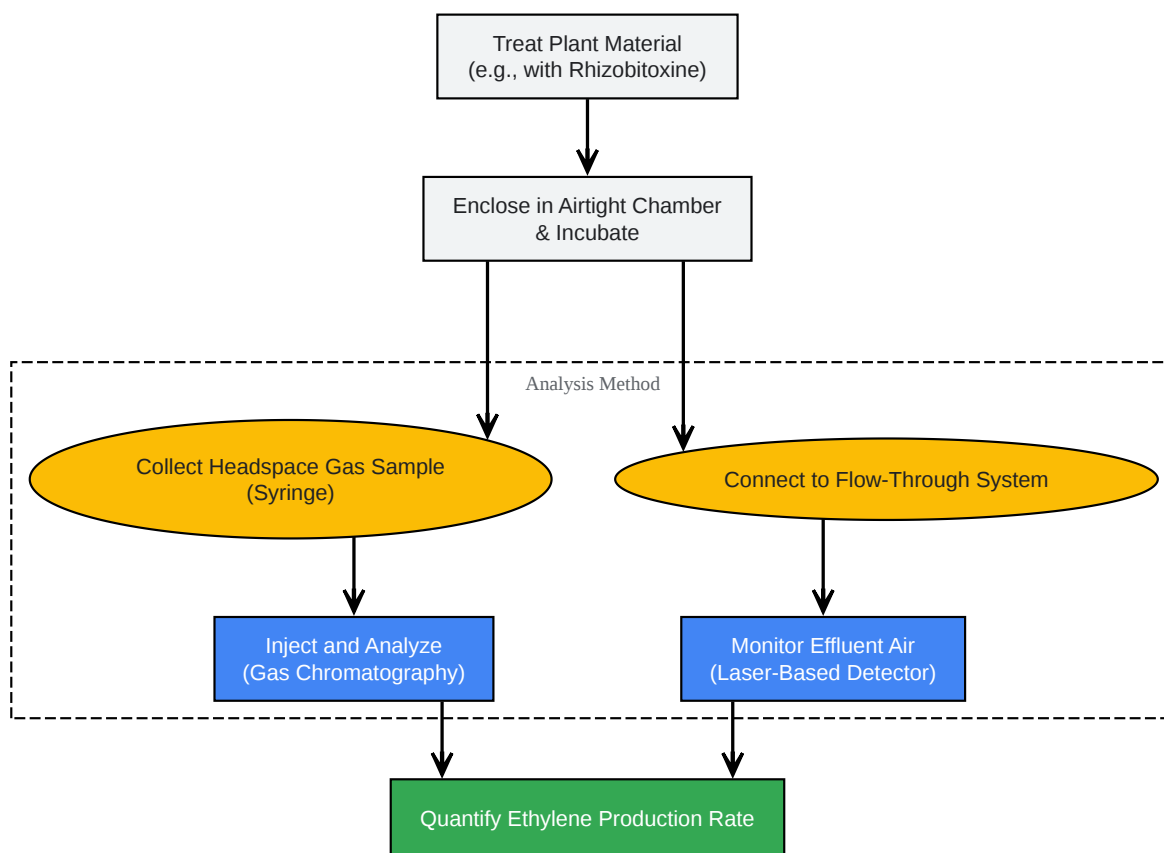 Treat Plant Material
(e.g., with Rhizobitoxine)
Enclose in Airtight Chamber
& Incubate
Analysis Method
Collect Headspace Gas Sample
(Syringe)
Connect to Flow-Through System
Inject and Analyze
(Gas Chromatography)
Monitor Effluent Air
(Laser-Based Detector)
Quantify Ethylene Production Rate